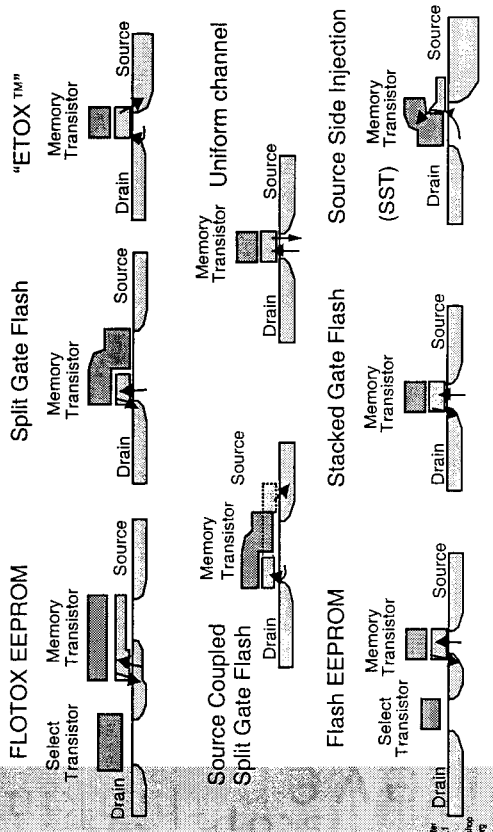 FLOTOX EEPROM
Select
Transistor
Memory
Transistor
Drain
Source
Split Gate Flash
Memory
Transistor
Drain
Source
"ETOX™"
Memory
Transistor
Drain
Source
Source Coupled
Split Gate Flash
Memory
Transistor
Drain
Source
Uniform channel
Memory
Transistor
Drain
Source
Flash EEPROM
Select
Transistor
Memory
Transistor
Drain
Source
Stacked Gate Flash
Memory
Transistor
Drain
Source
Source Side Injection
(SST)
Memory
Transistor
Drain
Source